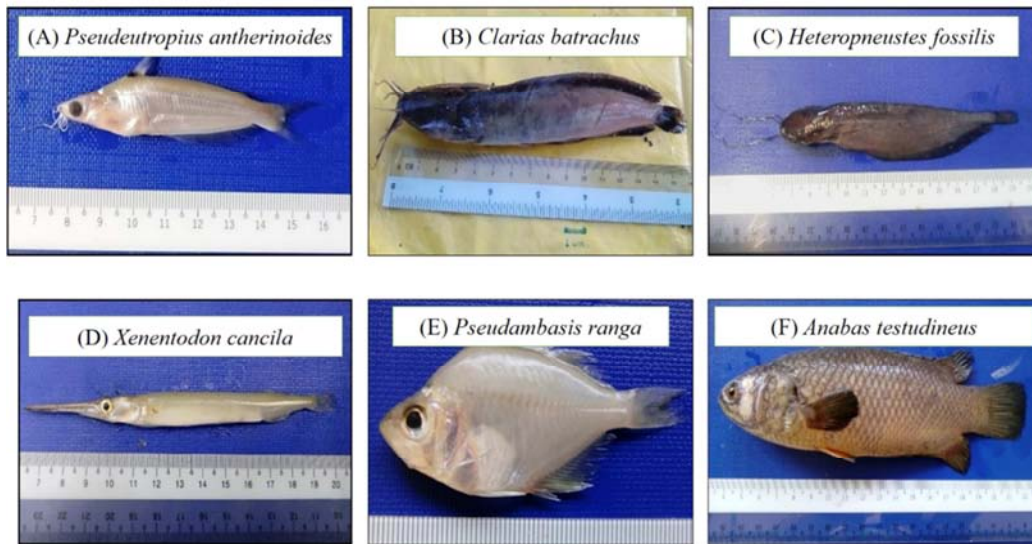 (A) Pseudeutropius antherinoides
(B) Clarias batrachus
(C) Heteropneustes fossilis
7 8 9 10 11 12 13 14 15 16
(D) Xenentodon cancila
(E) Pseudambasis ranga
(F) Anabas testudineus
7 8 9 10 11 12 13 14 15 16 17 18 19 20